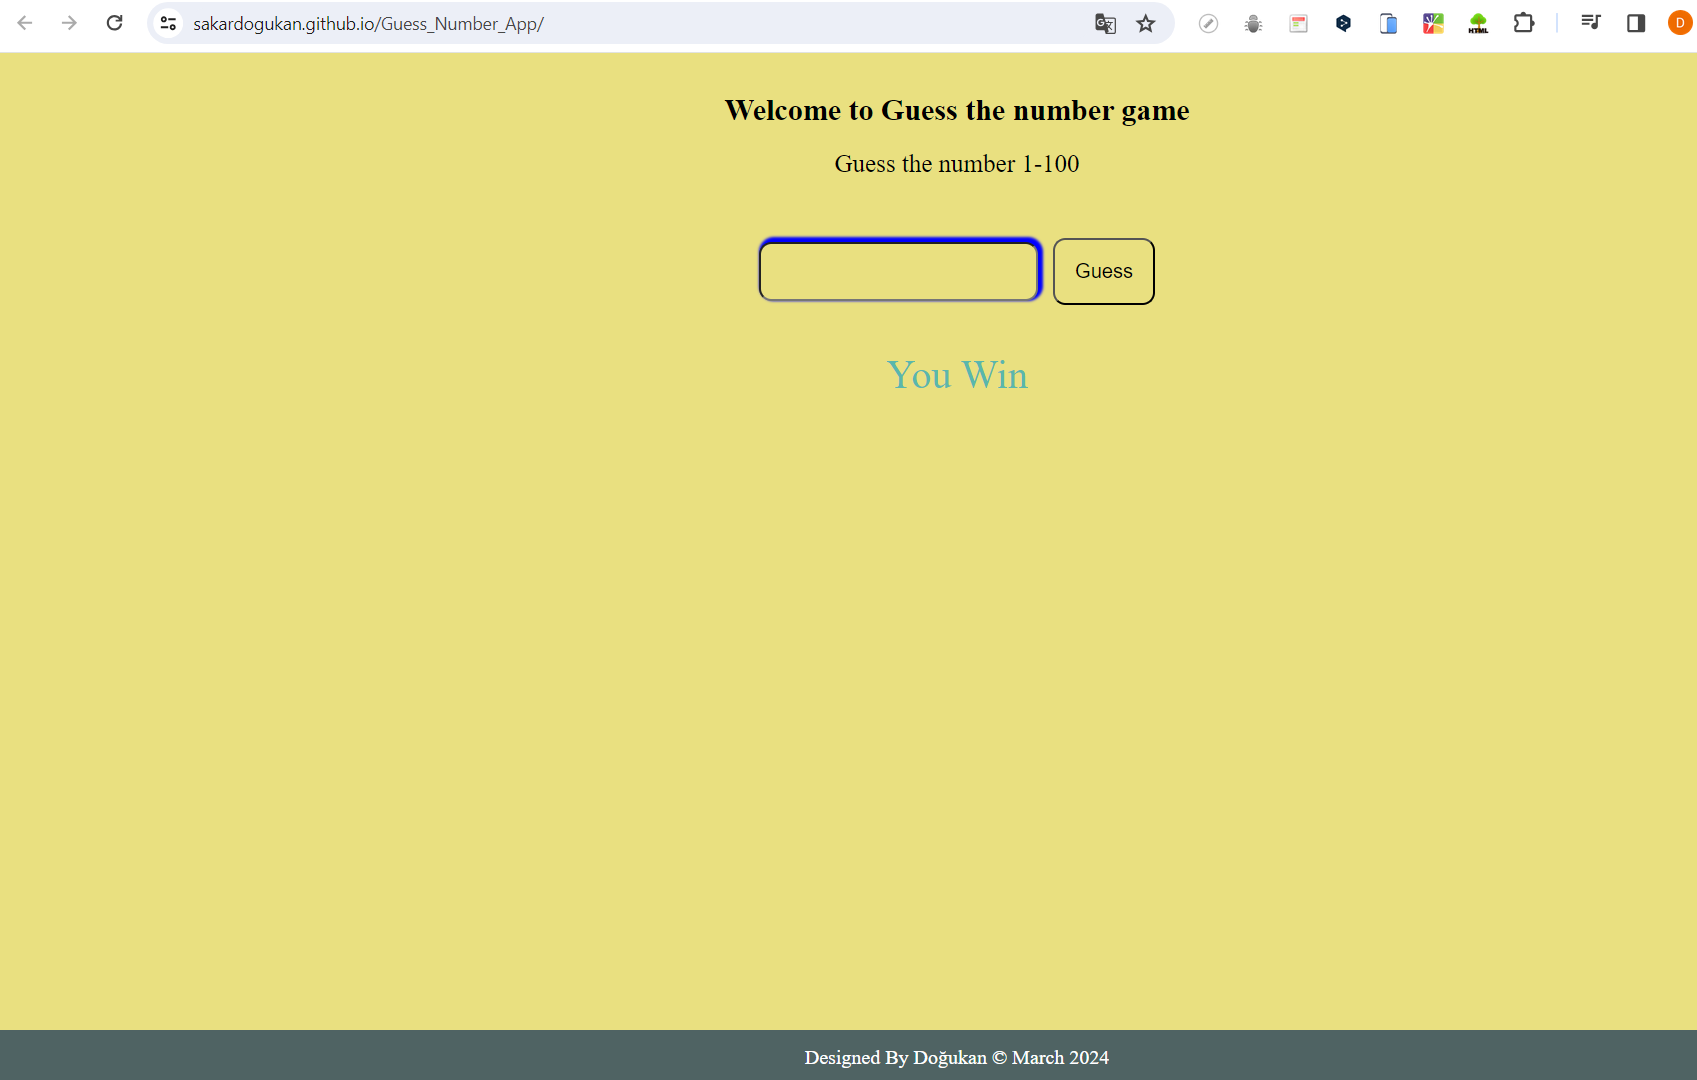 sakardogukan.github.io/Guess_Number_App/
HTML
D
Welcome to Guess the number game
Guess the number 1-100
Guess
You Win
Designed By Doğukan © March 2024